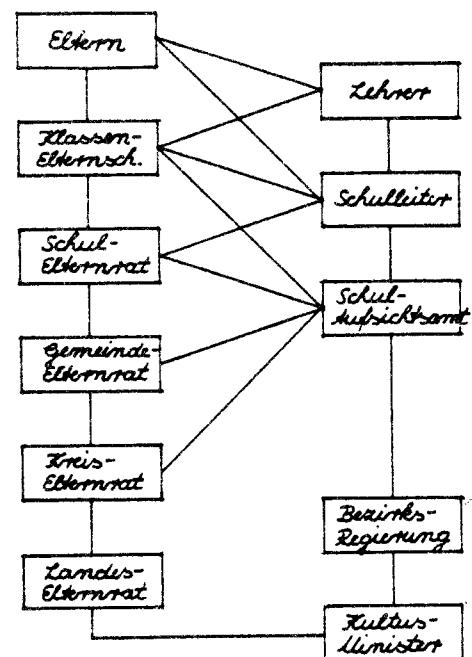 Eltern
Lehrer
Klassen-
Elternsch.
Schulleiter
Schul-
Elternrat
Schul-
Aufsichtsamt
Gemeinde-
Elternrat
Kreis-
Elternrat
Bezirks-
Regierung
Landes-
Elternrat
Kultus-
Minister